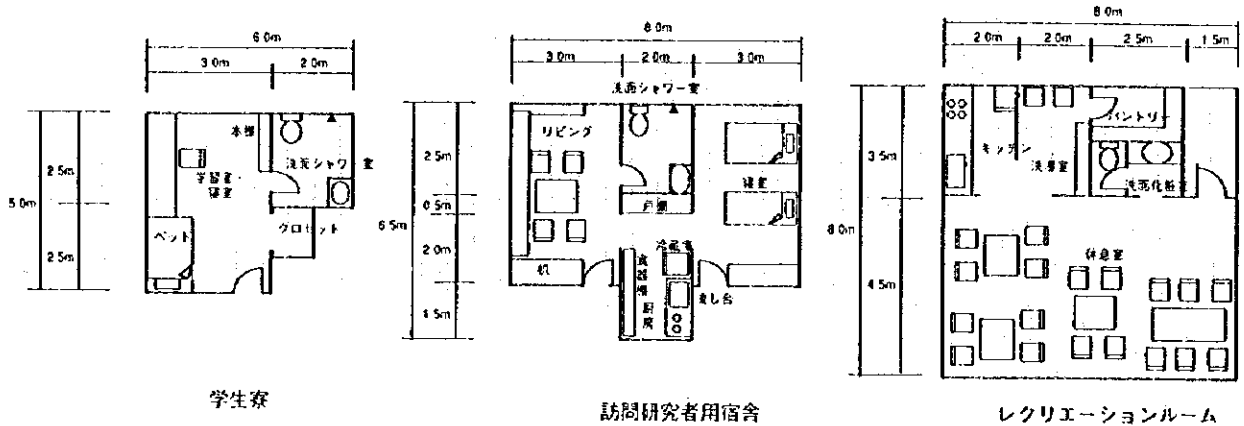 6.0m
3.0m
2.0m
5.0m
2.5m
2.5m
本棚
洗面シャワー室
学習室・
寝室
クロゼット
ベット
学生寮
8.0m
3.0m
2.0m
3.0m
洗面シャワー室
6.5m
2.5m
0.5m
2.0m
1.5m
リビング
寝室
戸棚
冷蔵庫
机
食器棚
流し台
厨房
訪問研究者用宿舎
8.0m
2.0m
2.0m
2.5m
1.5m
8.0m
3.5m
4.5m
パントリー
キッチン
洗濯室
洗面化粧室
休息室
レクリエーションルーム